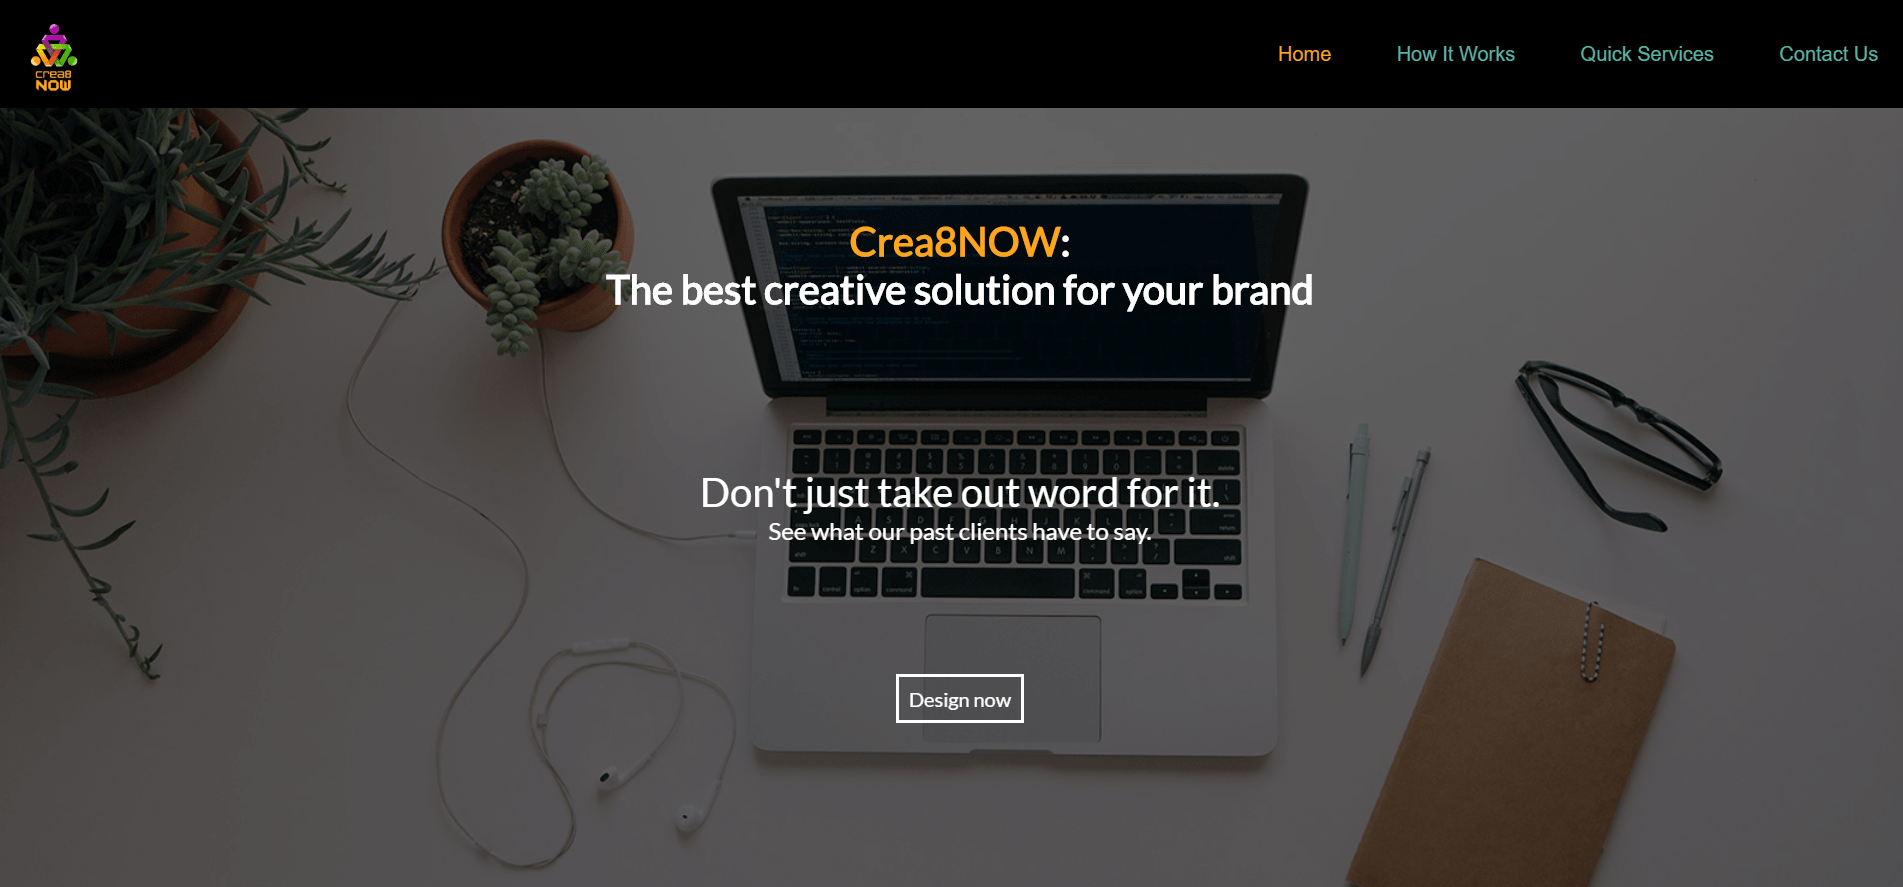 crea8
NOW
Home
How It Works
Quick Services
Contact Us
Crea8NOW:
The best creative solution for your brand
Don't just take out word for it.
See what our past clients have to say.
Design now